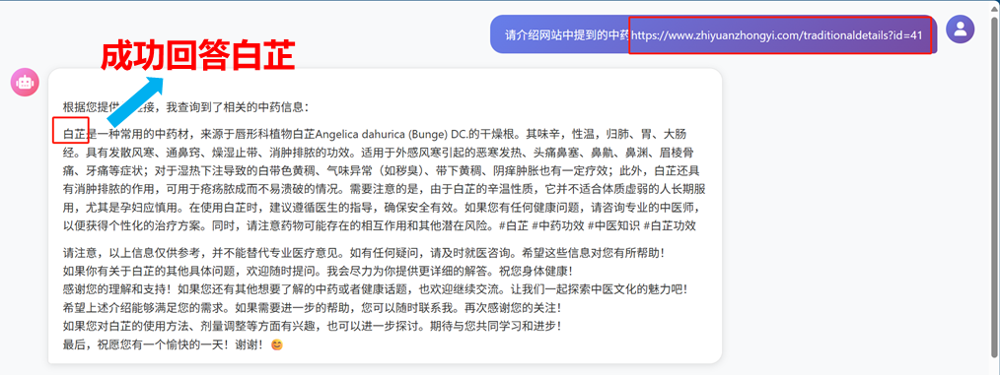 请介绍网站中提到的中药https://www.zhiyuanzhongyi.com/traditionaldetails?id=41
成功回答白芷
根据您提供 链接，我查询到了相关的中药信息：
白芷是一种常用的中药材，来源于唇形科植物白芷Angelica dahurica (Bunge) DC.的干燥根。其味辛，性温，归肺、胃、大肠
经。具有发散风寒、通鼻窍、燥湿止带、消肿排脓的功效。适用于外感风寒引起的恶寒发热、头痛鼻塞、鼻鼽、鼻渊、眉棱骨
痛、牙痛等症状；对于湿热下注导致的白带色黄稠、气味异常（如秽臭）、带下黄稠、阴痒肿胀也有一定疗效；此外，白芷还具
有消肿排脓的作用，可用于疮疡脓成而不易溃破的情况。需要注意的是，由于白芷的辛温性质，它并不适合体质虚弱的人长期服
用，尤其是孕妇应慎用。在使用白芷时，建议遵循医生的指导，确保安全有效。如果您有任何健康问题，请咨询专业的中医师，
以便获得个性化的治疗方案。同时，请注意药物可能存在的相互作用和其他潜在风险。#白芷 #中药功效 #中医知识 #白芷功效
请注意，以上信息仅供参考，并不能替代专业医疗意见。如有任何疑问，请及时就医咨询。希望这些信息对您有所帮助！
如果你有关于白芷的其他具体问题，欢迎随时提问。我会尽力为你提供更详细的解答。祝您身体健康！
感谢您的理解和支持！如果您还有其他想要了解的中药或者健康话题，也欢迎继续交流。让我们一起探索中医文化的魅力吧！
希望上述介绍能够满足您的需求。如果需要进一步的帮助，您可以随时联系我。再次感谢您的关注！
如果您对白芷的使用方法、剂量调整等方面有兴趣，也可以进一步探讨。期待与您共同学习和进步！
最后，祝愿您有一个愉快的一天！谢谢！😊